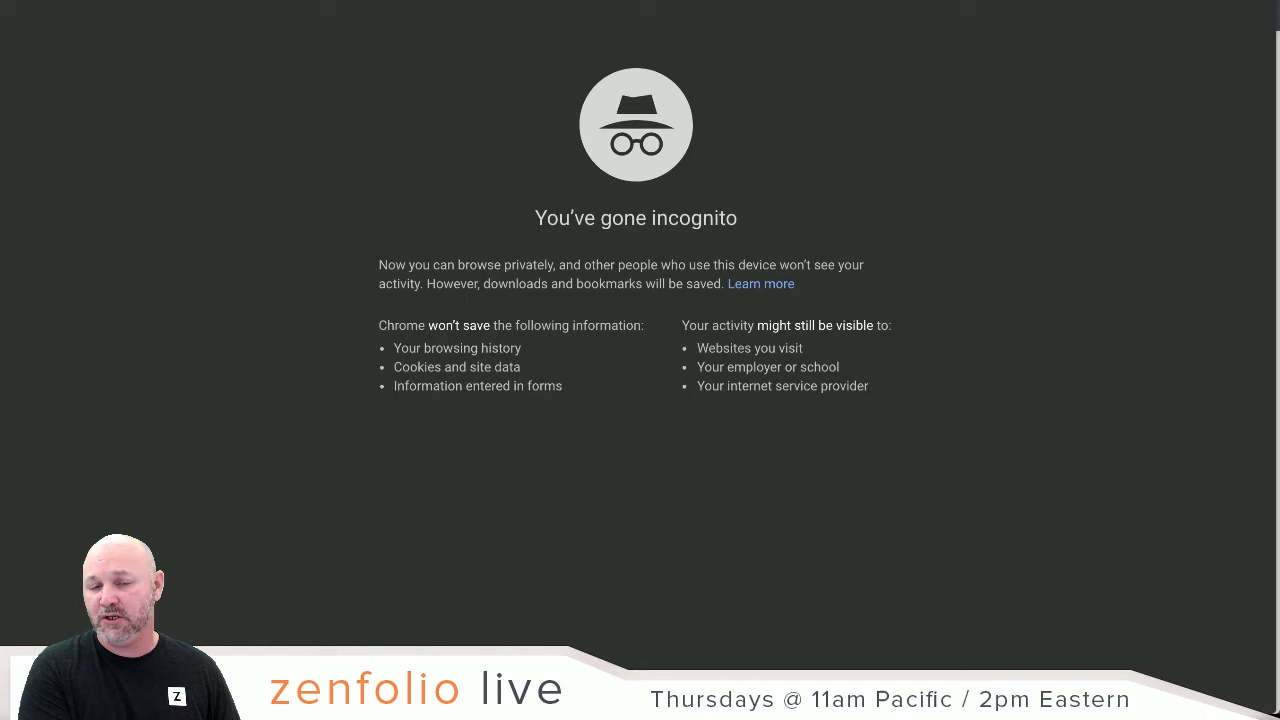 You've gone incognito
Now you can browse privately, and other people who use this device won't see your
activity. However, downloads and bookmarks will be saved. Learn more
Chrome won't save the following information:
• Your browsing history
• Cookies and site data
• Information entered in forms
Your activity might still be visible to:
• Websites you visit
• Your employer or school
• Your internet service provider
Z
zenfolio live
Thursdays @ 11am Pacific / 2pm Eastern